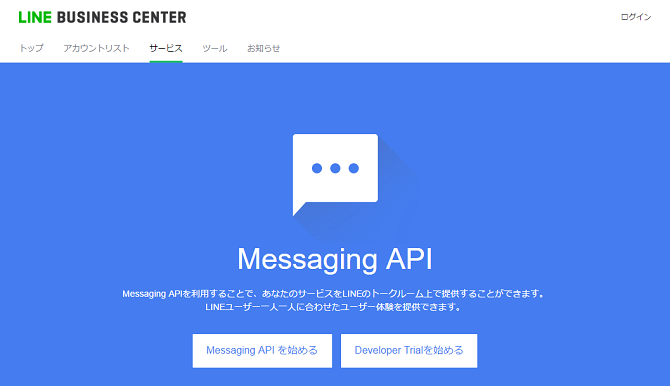 LINE BUSINESS CENTER
ログイン
トップ
アカウントリスト
サービス
ツール
お知らせ
Messaging API
Messaging APIを利用することで、あなたのサービスをLINEのトークルーム上で提供することができます。
LINEユーザー一人一人に合わせたユーザー体験を提供できます。
Messaging API を始める
Developer Trialを始める